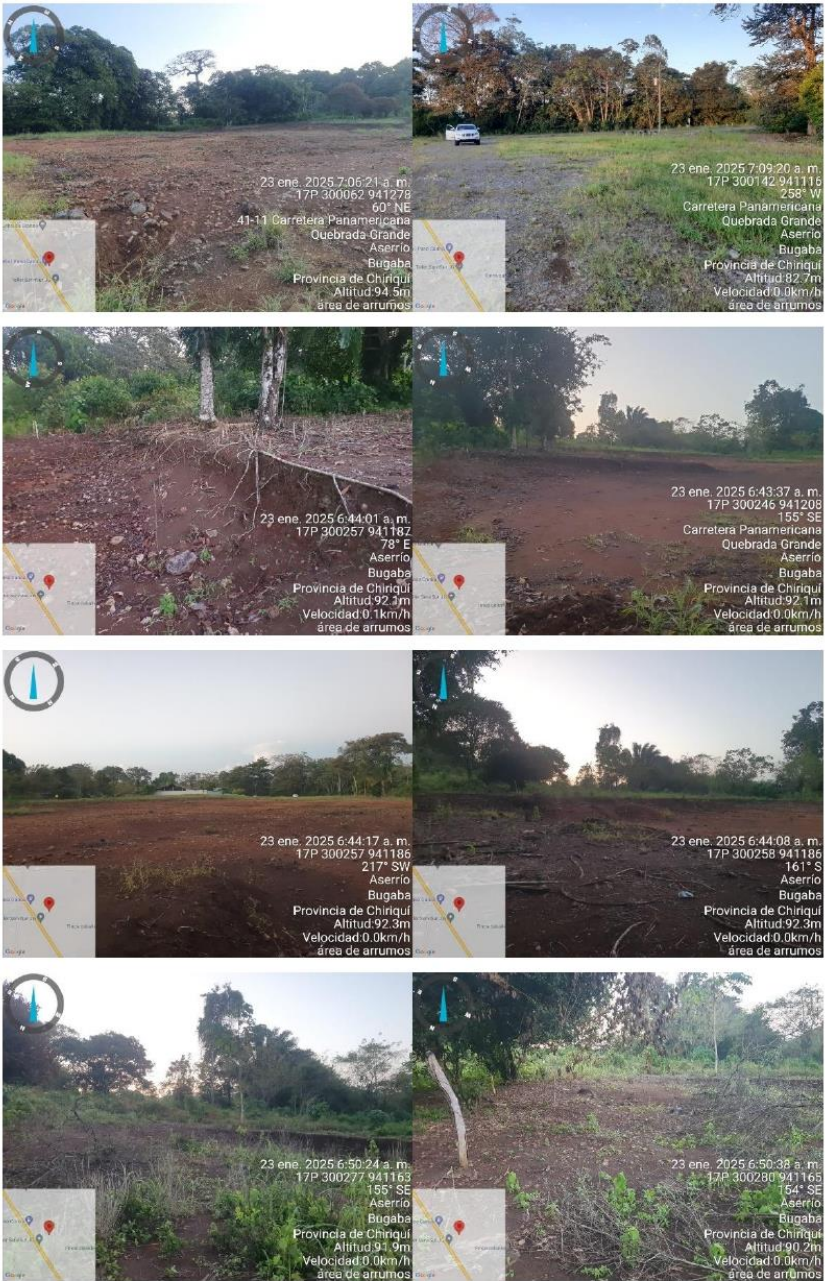 23 ene. 2025 7:06:21 a. m.
17P 300062 941278
60° NE
41-11 Carretera Panamericana
Quebrada Grande
Aserrío
Bugaba
Provincia de Chiriquí
Altitud:94.5m
área de arrumos
Google
23 ene. 2025 7:09:20 a. m.
17P 300142 941116
258° W
Carretera Panamericana
Quebrada Grande
Aserrío
Bugaba
Provincia de Chiriquí
Altitud:82.7m
Velocidad:0.0km/h
área de arrumos
Google
23 ene. 2025 6:44:01 a. m.
17P 300257 941187
78° E
Aserrío
Bugaba
Provincia de Chiriquí
Altitud:92.1m
Velocidad:0.1km/h
área de arrumos
Google
23 ene. 2025 6:43:37 a. m.
17P 300246 941208
155° SE
Carretera Panamericana
Quebrada Grande
Aserrío
Bugaba
Provincia de Chiriquí
Altitud:92.1m
Velocidad:0.0km/h
área de arrumos
Google
23 ene. 2025 6:44:17 a. m.
17P 300257 941186
217° SW
Aserrío
Bugaba
Provincia de Chiriquí
Altitud:92.3m
Velocidad:0.0km/h
área de arrumos
Google
23 ene. 2025 6:44:08 a. m.
17P 300258 941186
161° S
Aserrío
Bugaba
Provincia de Chiriquí
Altitud:92.3m
Velocidad:0.0km/h
área de arrumos
Google
23 ene. 2025 6:50:24 a. m.
17P 300277 941163
155° SE
Aserrío
Bugaba
Provincia de Chiriquí
Altitud:91.9m
Velocidad:0.0km/h
área de arrumos
Google
23 ene. 2025 6:50:38 a. m.
17P 300280 941165
154° SE
Aserrío
Bugaba
Provincia de Chiriquí
Altitud:90.2m
Velocidad:0.0km/h
área de arrumos
Google